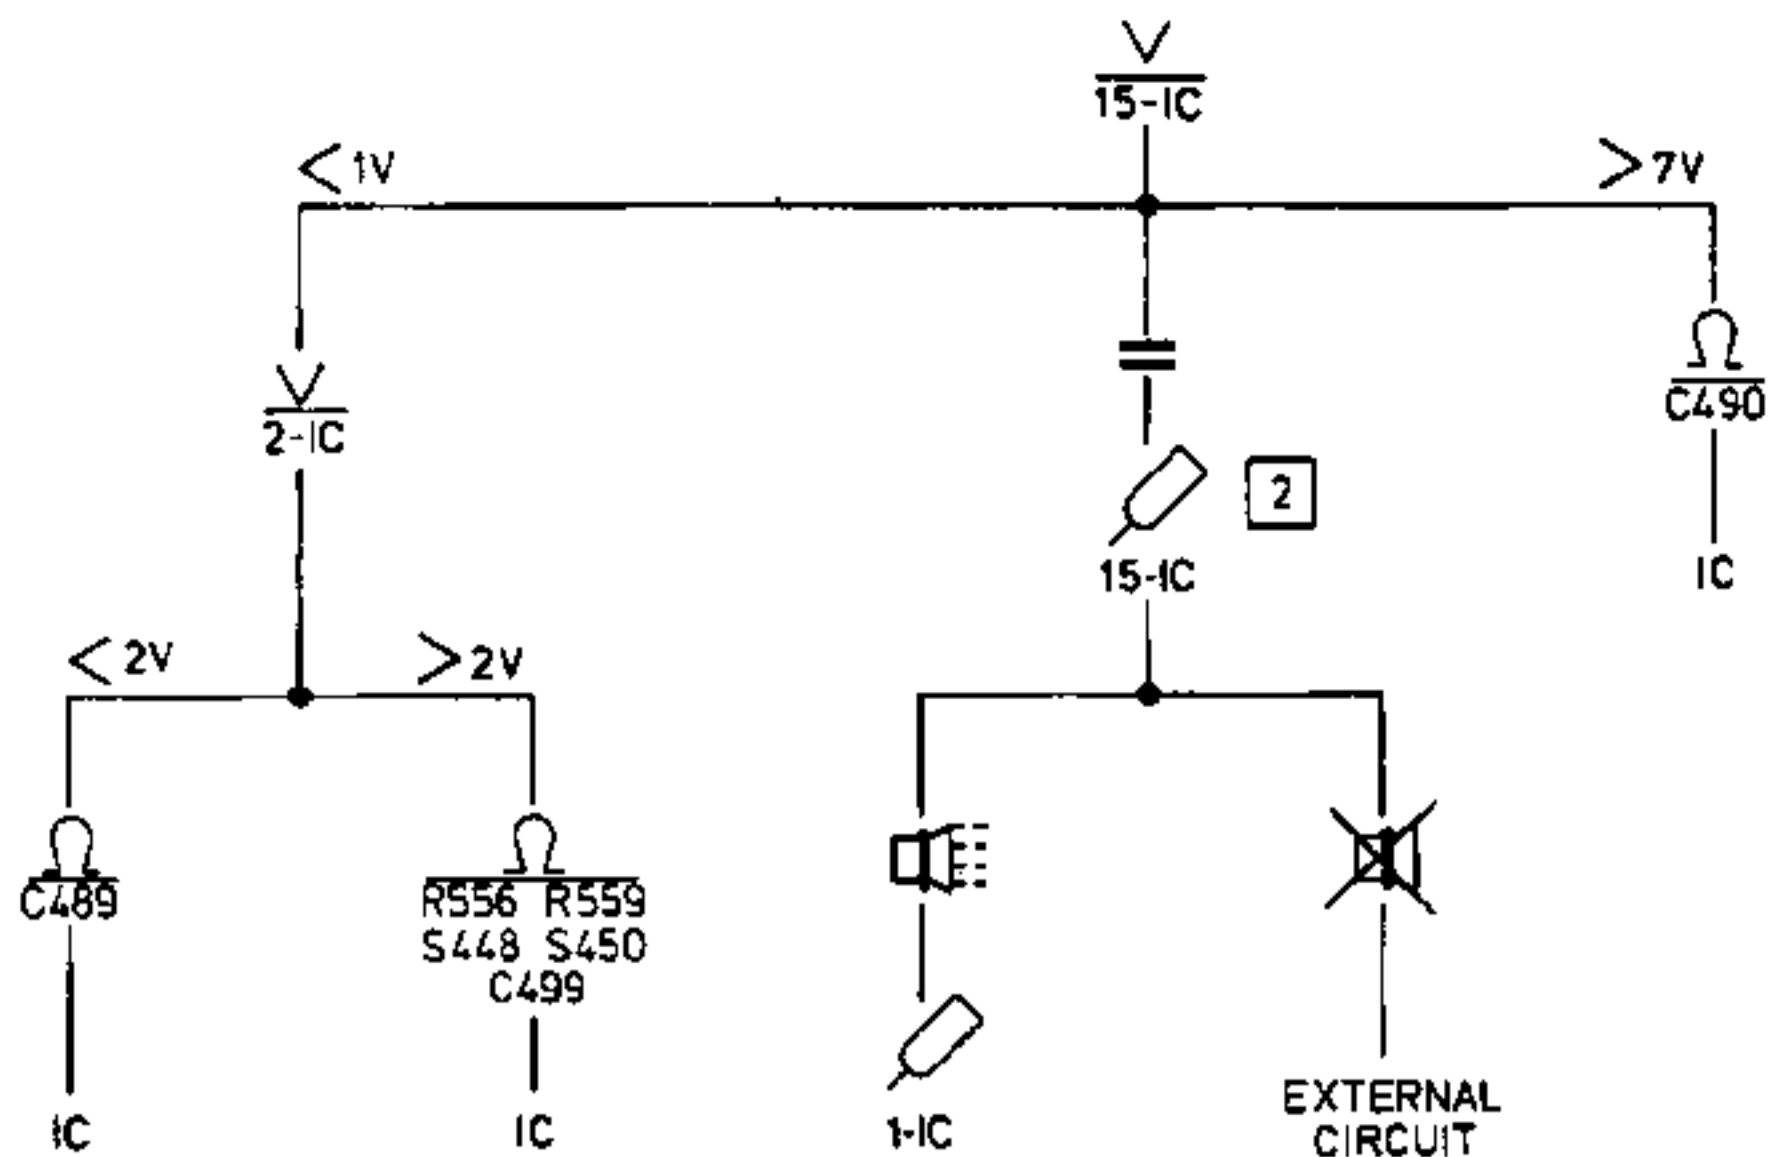 V
15-IC
<1V
>7V
V
2-IC
Ω
C490
2
15-IC
IC
<2V
>2V
Ω
C489
Ω
R556 R559
S448 S450
C499
IC
IC
1-IC
EXTERNAL
CIRCUIT